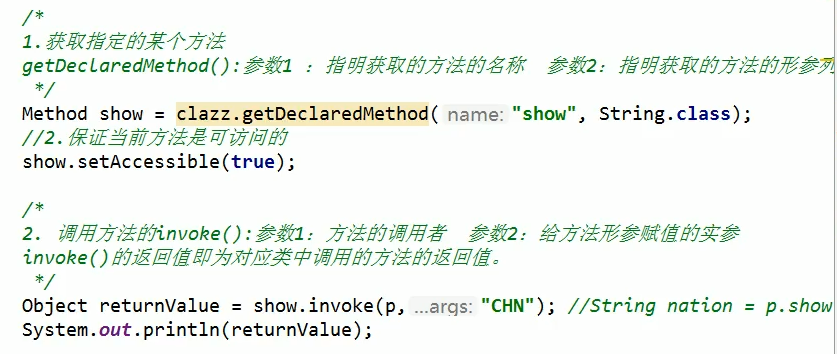 /*
1.获取指定的某个方法
getDeclaredMethod():参数1 ：指明获取的方法的名称  参数2：指明获取的方法的形参列
*/
Method show = clazz.getDeclaredMethod( name: "show", String.class);
//2.保证当前方法是可访问的
show.setAccessible(true);
/*
2. 调用方法的invoke():参数1：方法的调用者  参数2：给方法形参赋值的实参
invoke()的返回值即为对应类中调用的方法的返回值。
*/
Object returnValue = show.invoke(p, ...args: "CHN"); //String nation = p.show
System.out.println(returnValue);